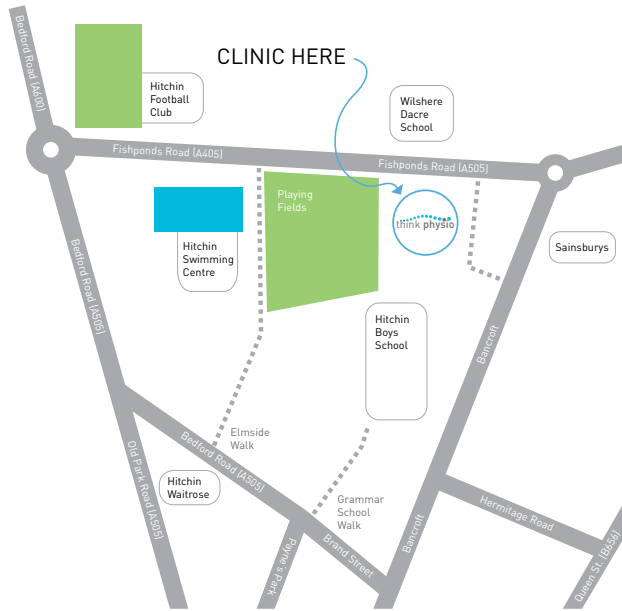 Bedford Road (A600)
CLINIC HERE
Hitchin
Football
Club
Wilshere
Dacre
School
Fishponds Road (A405)
Fishponds Road (A505)
Playing
Fields
think physio
Hitchin
Swimming
Centre
Sainsburys
Bedford Road (A505)
Hitchin
Boys
School
Bancroft
Elmside
Walk
Bedford Road (A505)
Old Park Road (A505)
Hitchin
Waitrose
Grammar
School
Walk
Hermitage Road
Bancroft
Brand Street
Payne's Park
Queen St. (B656)